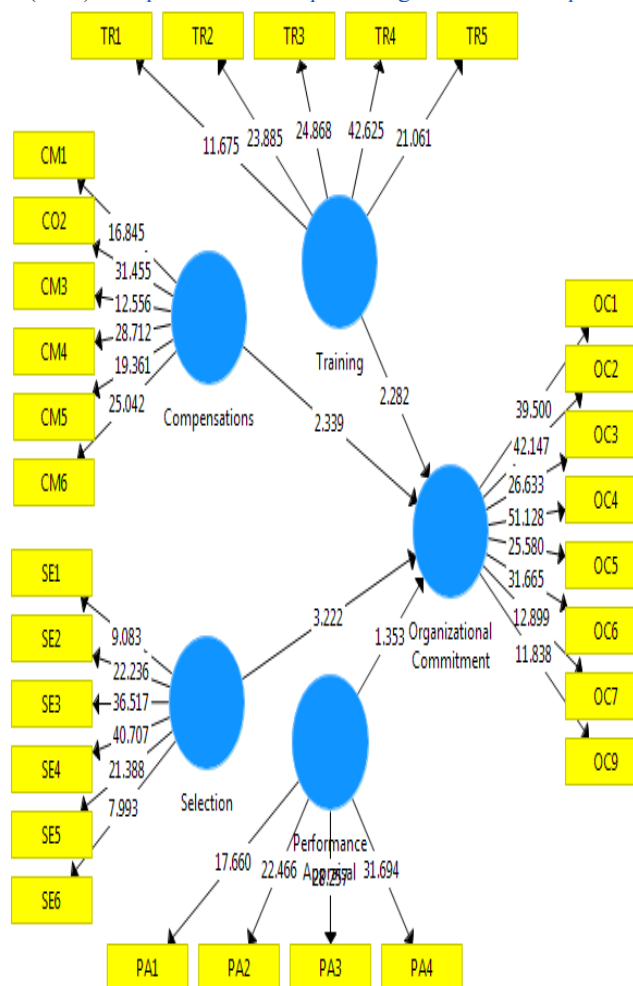 TR1 TR2 TR3 TR4 TR5
11.675 23.885 24.868 42.625 21.061
CM1
CO2
CM3
CM4
CM5
CM6
16.845
31.455
12.556
28.712
19.361
25.042
Compensations
Training
2.339
2.282
OC1
OC2
OC3
OC4
OC5
OC6
OC7
OC9
39.500
42.147
26.633
51.128
25.580
31.665
12.899
11.838
Organizational
Commitment
SE1
SE2
SE3
SE4
SE5
SE6
9.083
22.236
36.517
40.707
21.388
7.993
Selection
3.222
1.353
Performance
Appraisal
17.660 22.466 31.694
PA1 PA2 PA3 PA4